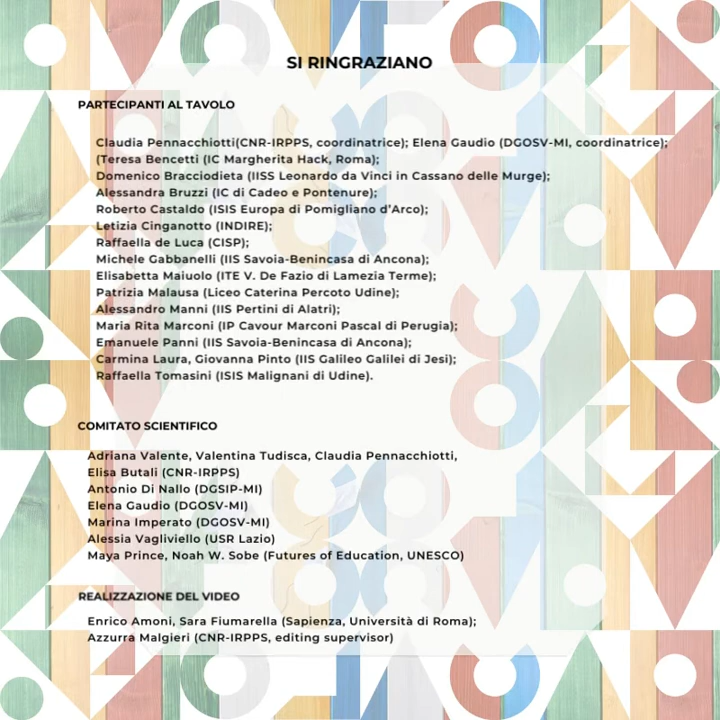 SI RINGRAZIANO
PARTECIPANTI AL TAVOLO
Claudia Pennacchiotti(CNR-IRPPS, coordinatrice); Elena Gaudio (DGOSV-MI, coordinatrice);
(Teresa Bencetti (IC Margherita Hack, Roma);
Domenico Bracciodieta (IISS Leonardo da Vinci in Cassano delle Murge);
Alessandra Bruzzi (IC di Cadeo e Pontenure);
Roberto Castaldo (ISIS Europa di Pomigliano d'Arco);
Letizia Cinganotto (INDIRE);
Raffaella de Luca (CISP);
Michele Gabbanelli (IIS Savoia-Benincasa di Ancona);
Elisabetta Maiuolo (ITE V. De Fazio di Lamezia Terme);
Patrizia Malausa (Liceo Caterina Percoto Udine);
Alessandro Manni (IIS Pertini di Alatri);
Maria Rita Marconi (IP Cavour Marconi Pascal di Perugia);
Emanuele Panni (IIS Savoia-Benincasa di Ancona);
Carmina Laura, Giovanna Pinto (IIS Galileo Galilei di Jesi);
Raffaella Tomasini (ISIS Malignani di Udine).
COMITATO SCIENTIFICO
Adriana Valente, Valentina Tudisca, Claudia Pennacchiotti,
Elisa Butali (CNR-IRPPS)
Antonio Di Nallo (DGSIP-MI)
Elena Gaudio (DGOSV-MI)
Marina Imperato (DGOSV-MI)
Alessia Vagliviello (USR Lazio)
Maya Prince, Noah W. Sobe (Futures of Education, UNESCO)
REALIZZAZIONE DEL VIDEO
Enrico Amoni, Sara Fiumarella (Sapienza, Università di Roma);
Azzurra Malgieri (CNR-IRPPS, editing supervisor)